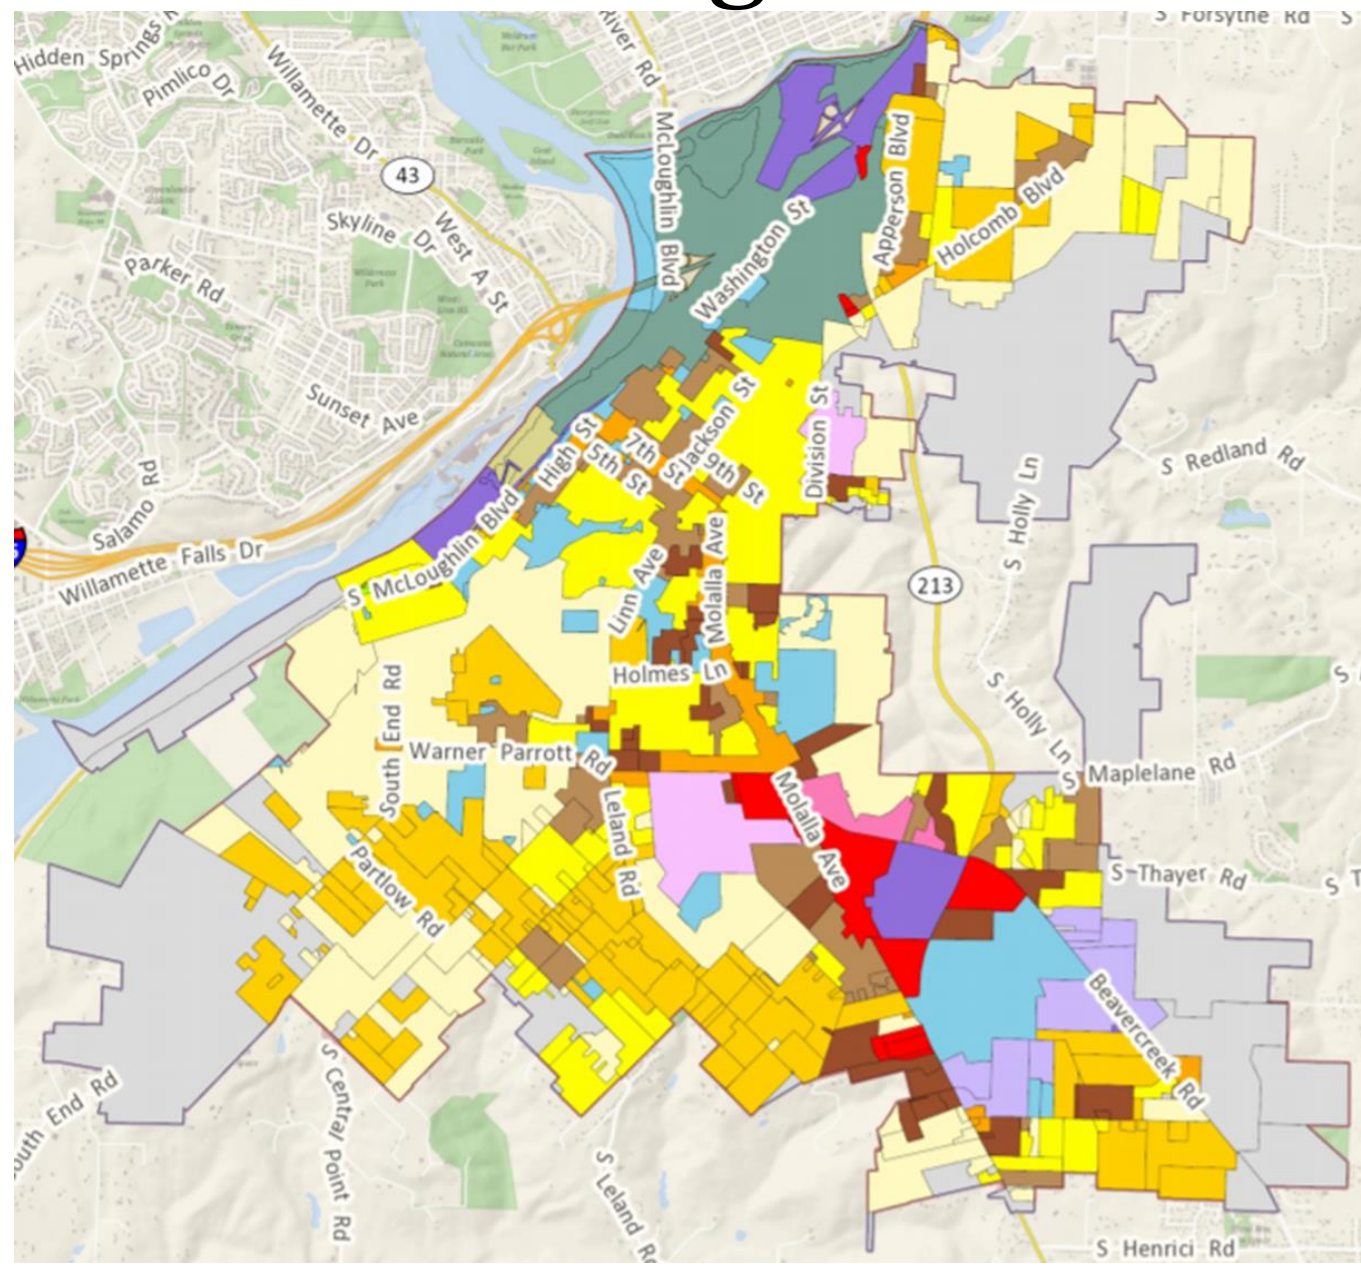 g
S Forsythe Rd
S
Hidden Springs R
Pimlico Dr
Willamette Dr
River Rd
43
McLoughlin Blvd
Apperson Blvd
Skyline Dr
West A St
Holcomb Blvd
Washington St
Parker Rd
Sunset Ave
Division St
Jackson St
High St
7th St
5th St
9th St
S Redland Rd
Salamo Rd
S Holly Ln
Willamette Falls Dr
S McLoughlin Blvd
Linn Ave
Molalla Ave
213
Holmes Ln
South End Rd
S Holly Ln
S
Warner Parrott Rd
S Maplelane Rd
Leland Rd
Molalla Ave
Partlow Rd
S Thayer Rd
S T
Beavercreek Rd
outh End Rd
S Central Point Rd
S Leland Rd
S Henrici Rd